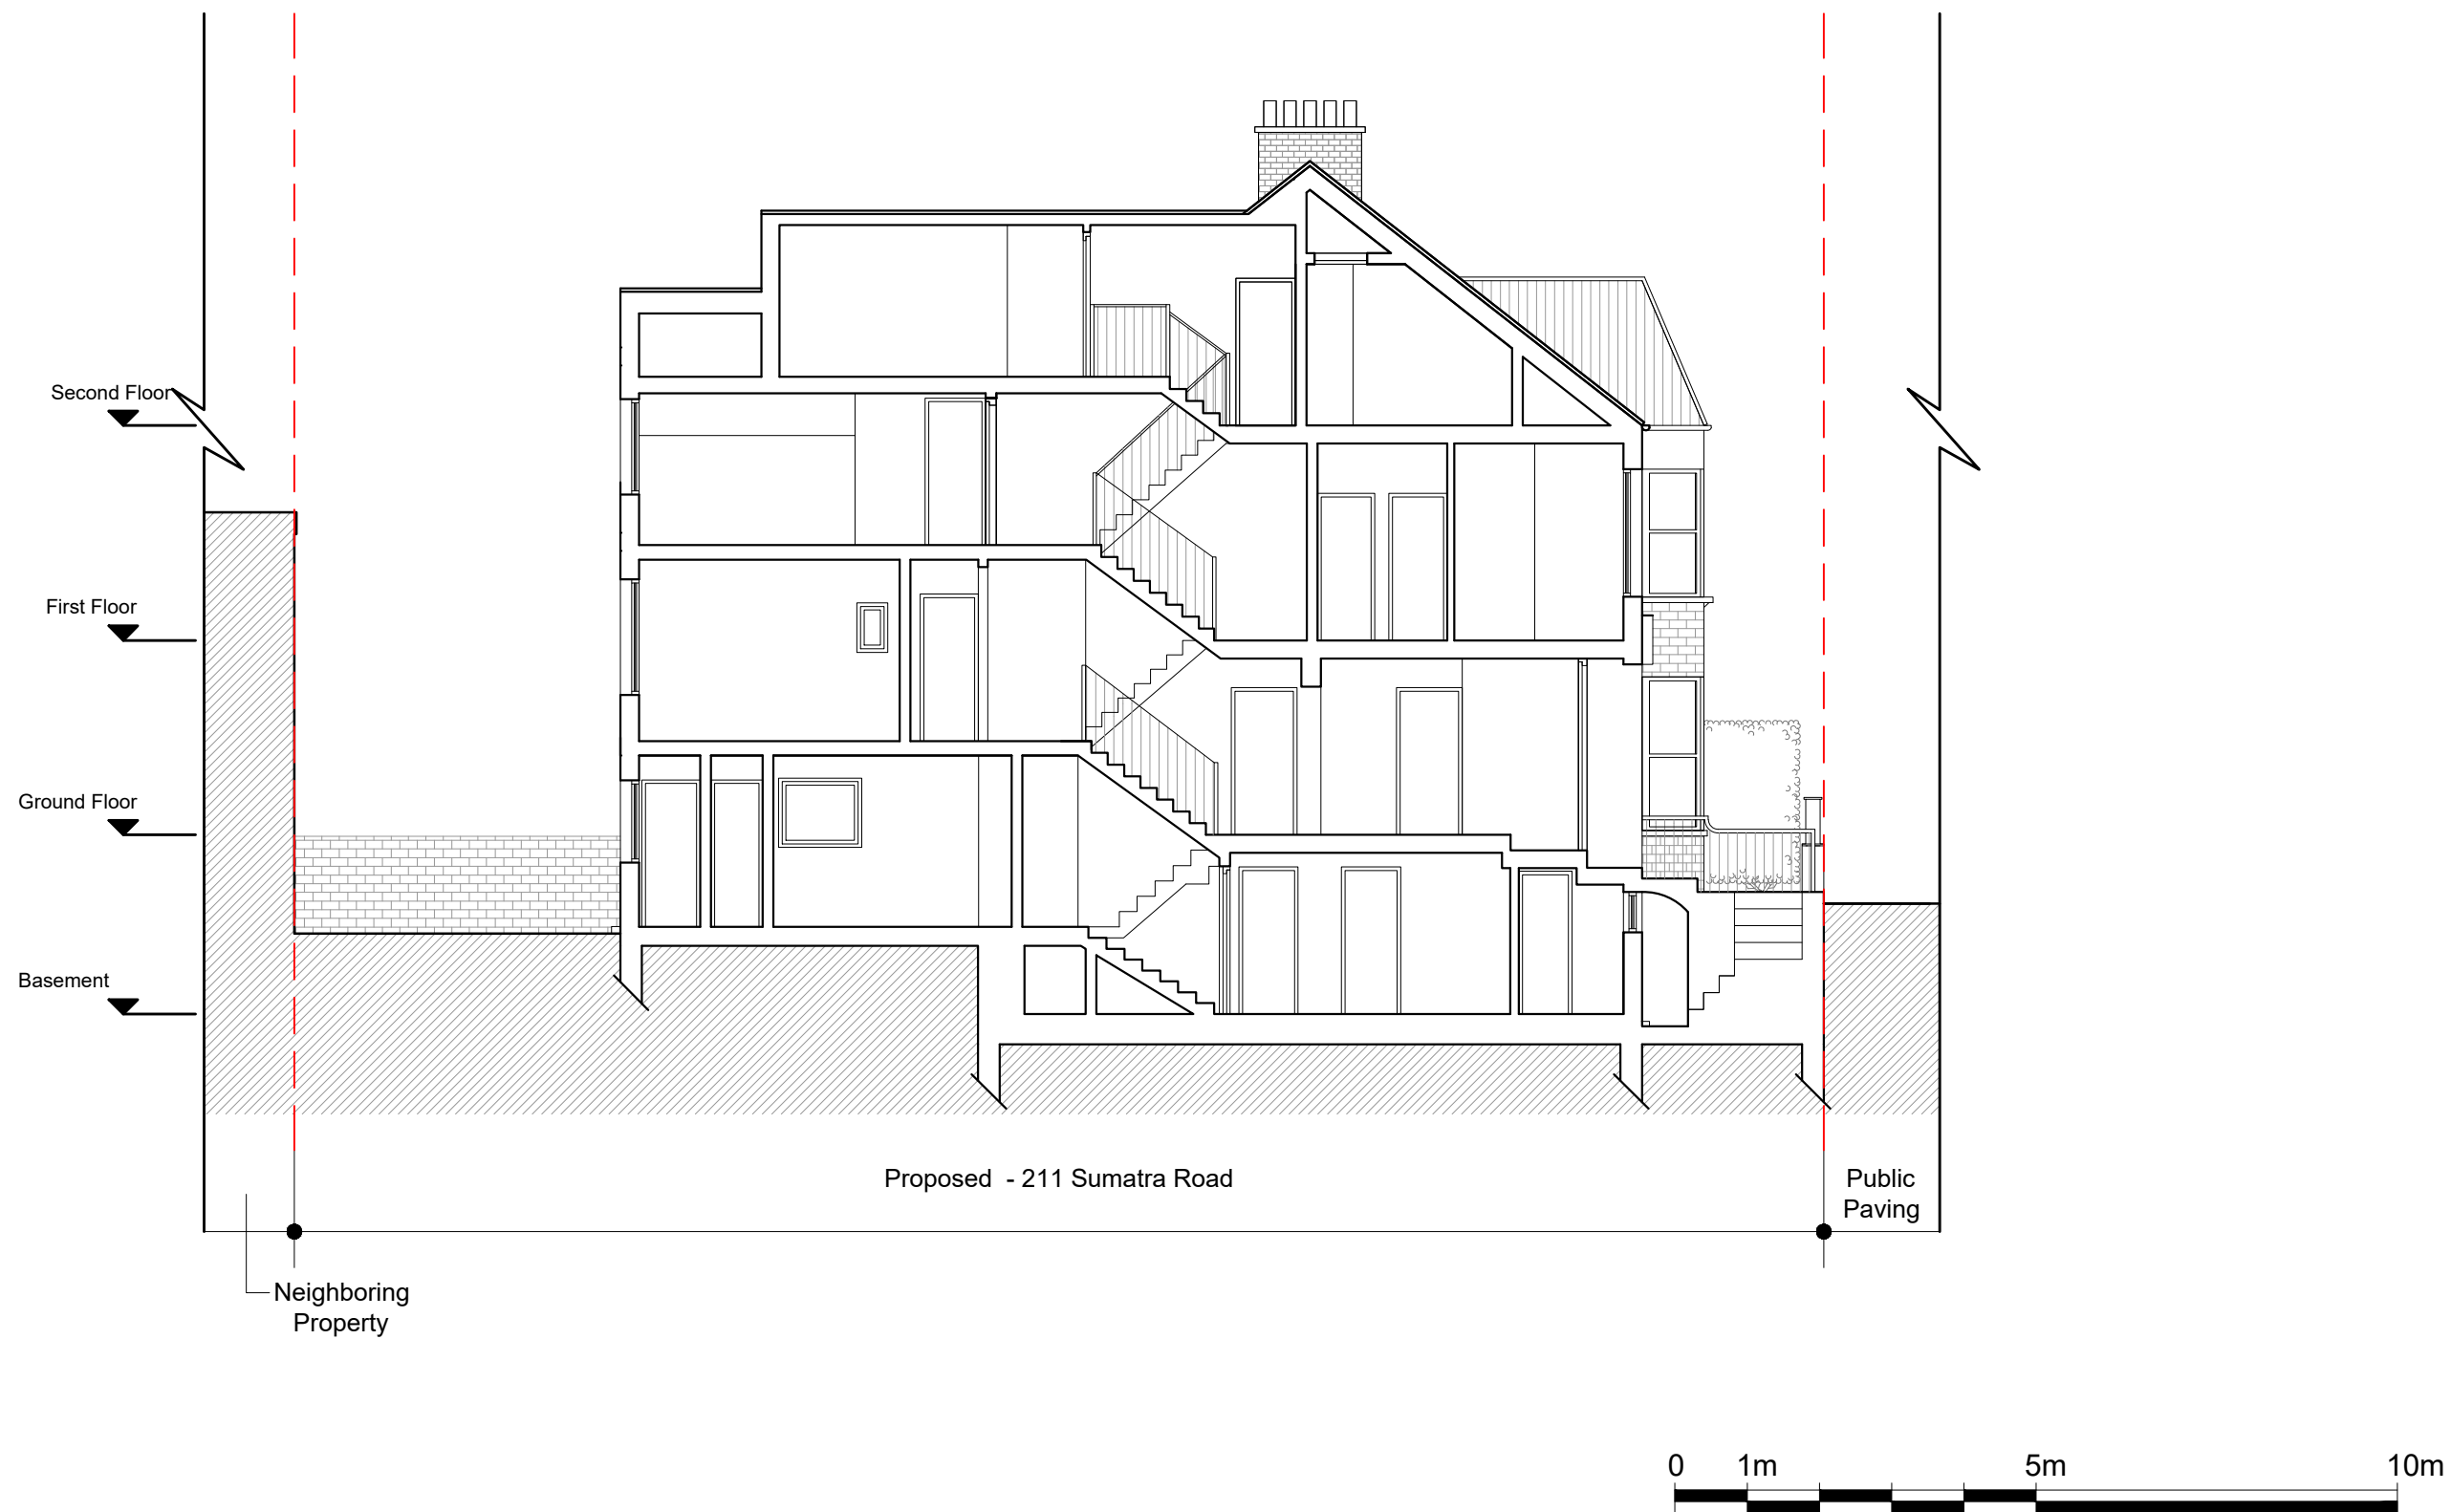 Second Floor
First Floor
Ground Floor
Basement
Proposed - 211 Sumatra Road
Public
Paving
Neighboring
Property
0 1m 5m 10m